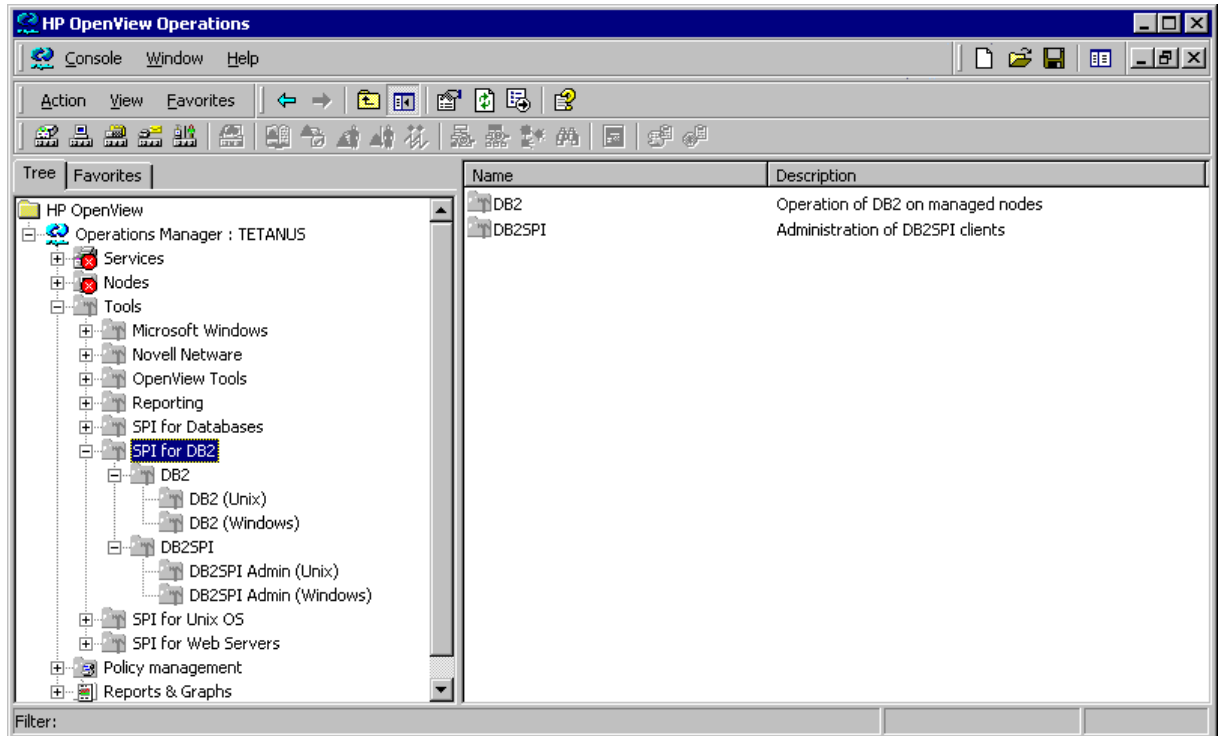 HP OpenView Operations
Console Window Help
Action View Favorites
Tree Favorites
Name Description
HP OpenView
Operations Manager : TETANUS
Services
Nodes
Tools
Microsoft Windows
Novell Netware
OpenView Tools
Reporting
SPI for Databases
SPI for DB2
DB2
DB2 (Unix)
DB2 (Windows)
DB2SPI
DB2SPI Admin (Unix)
DB2SPI Admin (Windows)
SPI for Unix OS
SPI for Web Servers
Policy management
Reports & Graphs
DB2 Operation of DB2 on managed nodes
DB2SPI Administration of DB2SPI clients
Filter: